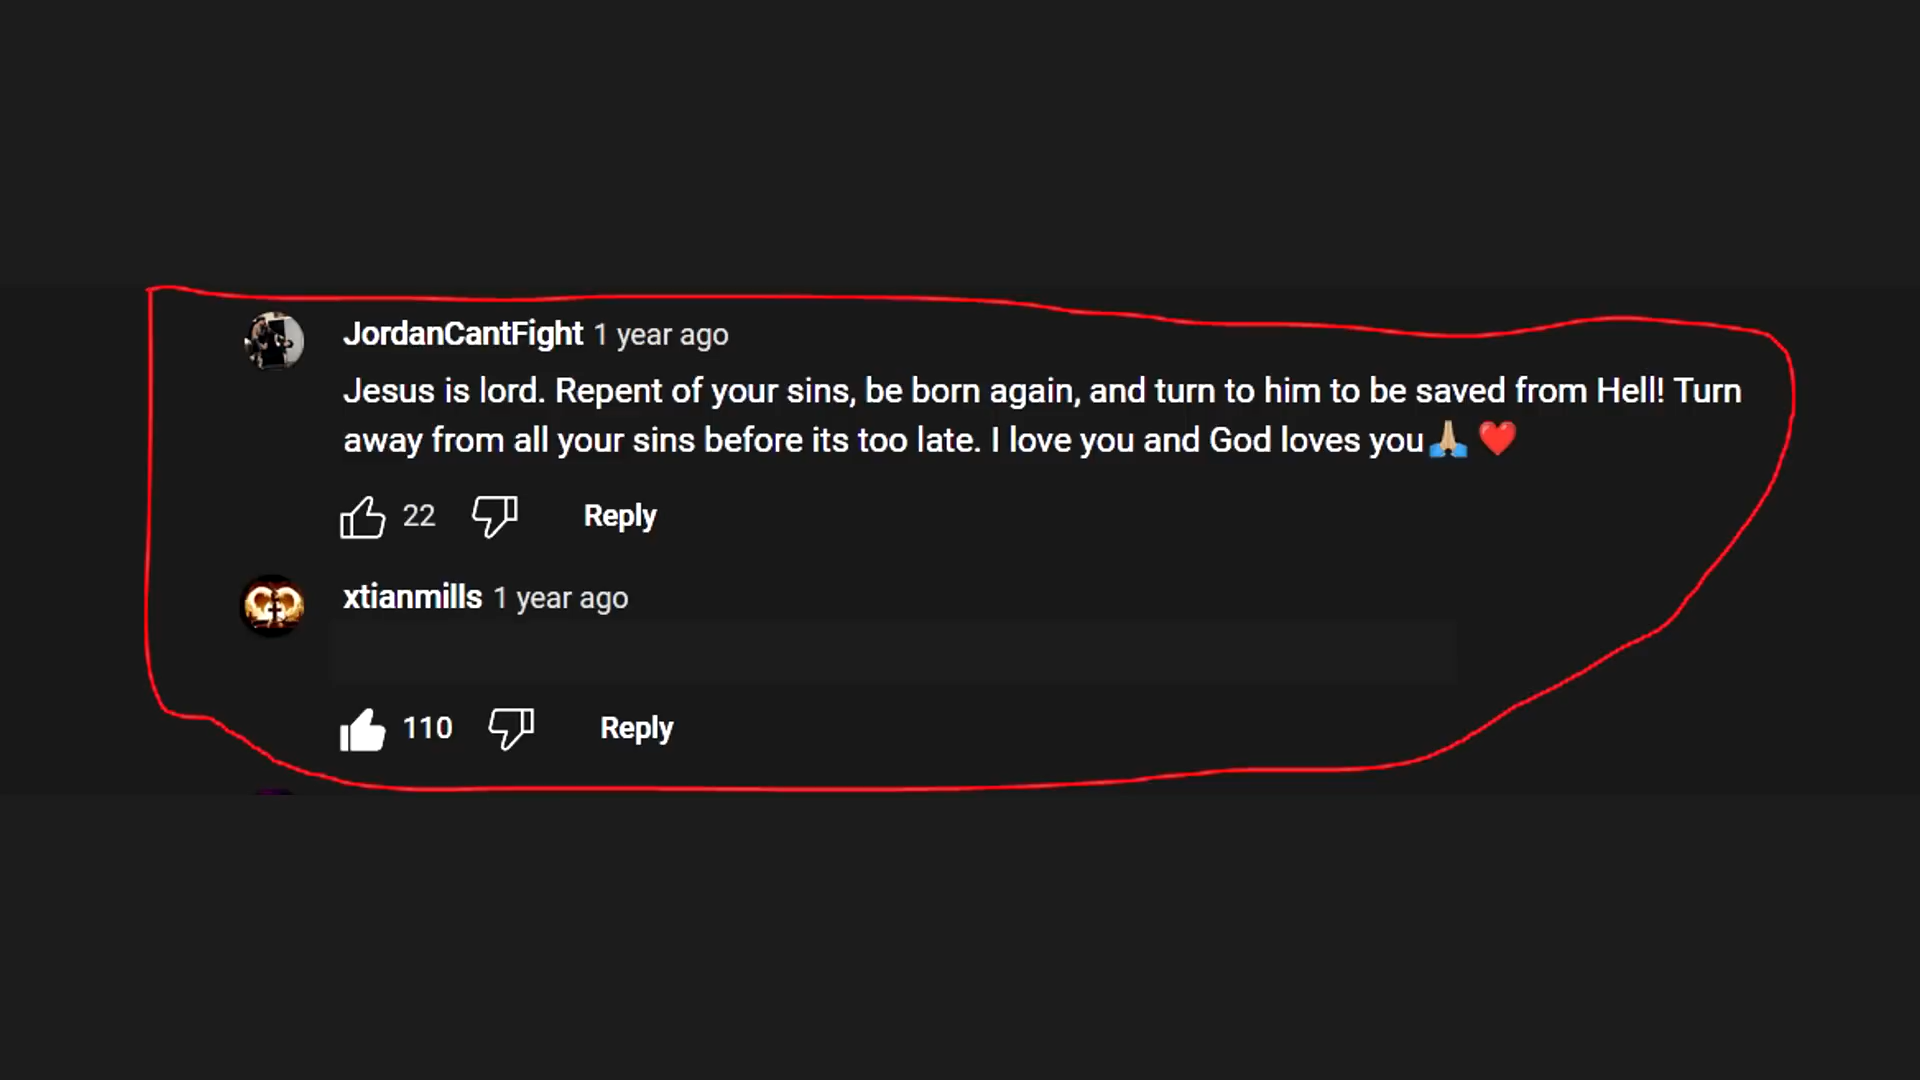 JordanCantFight 1 year ago
Jesus is lord. Repent of your sins, be born again, and turn to him to be saved from Hell! Turn
away from all your sins before its too late. I love you and God loves you🙏🏼❤️
22 Reply
xtianmills 1 year ago
110 Reply